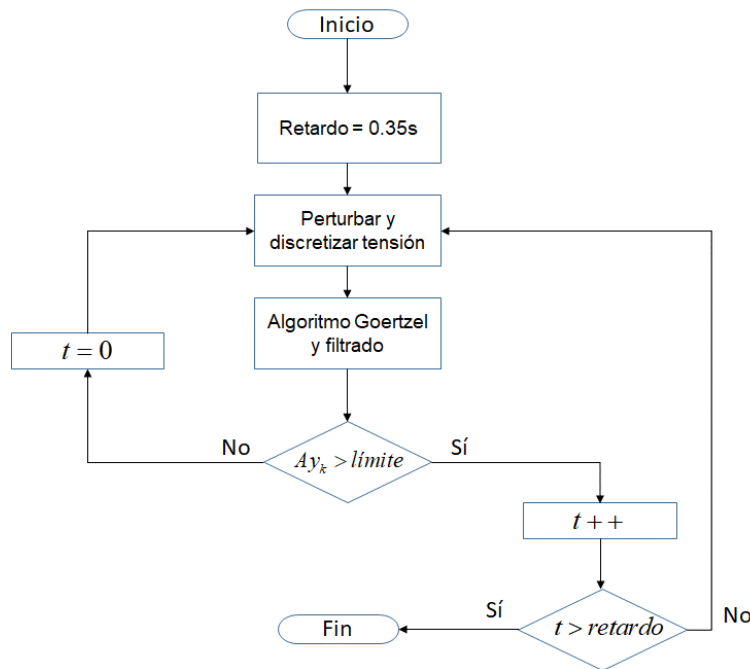 Inicio
Retardo = 0.35s
Perturbar y
discretizar tensión
Algoritmo Goertzel
y filtrado
t = 0
No
Ay_k > límite
Sí
t ++
Sí
t > retardo
No
Fin